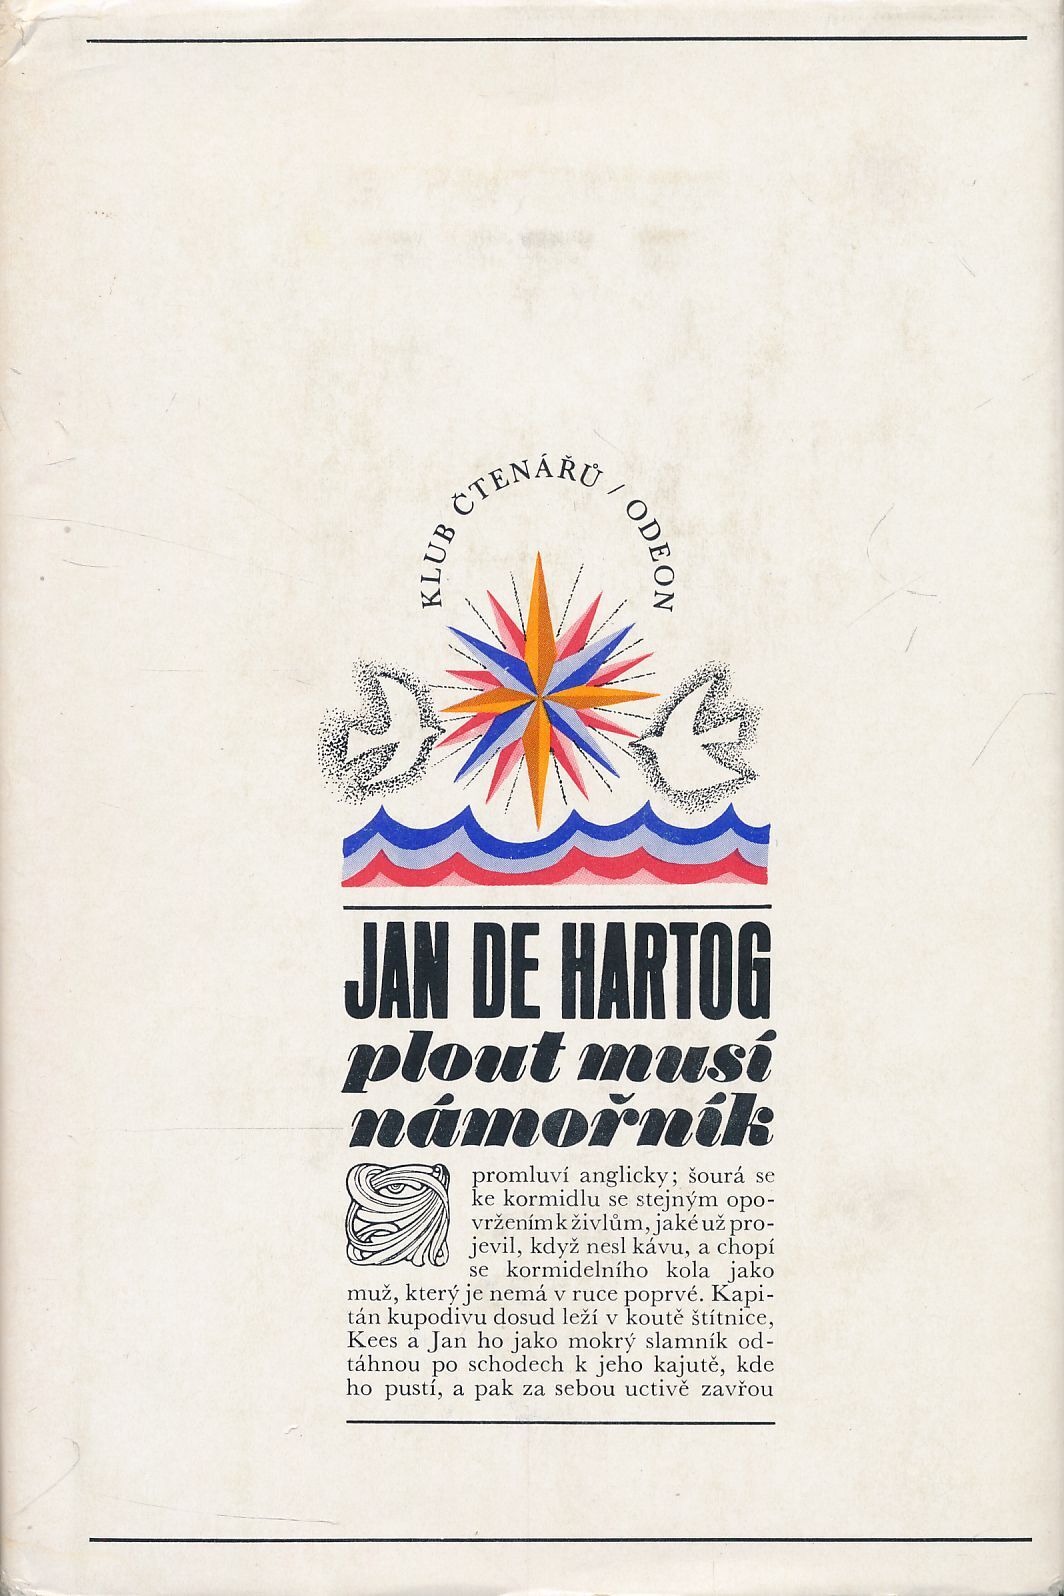 KLUB ČTENÁŘŮ / ODEON
JAN DE HARTOG
plout musí
námořník
promluví anglicky; šourá se
ke kormidlu se stejným opo-
vržením k živlům, jaké už pro-
jevil, když nesl kávu, a chopí
se kormidelního kola jako
muž, který je nemá v ruce poprvé. Kapi-
tán kupodivu dosud leží v koutě štítnice,
Kees a Jan ho jako mokrý slamník od-
táhnou po schodech k jeho kajutě, kde
ho pustí, a pak za sebou uctivě zavřou